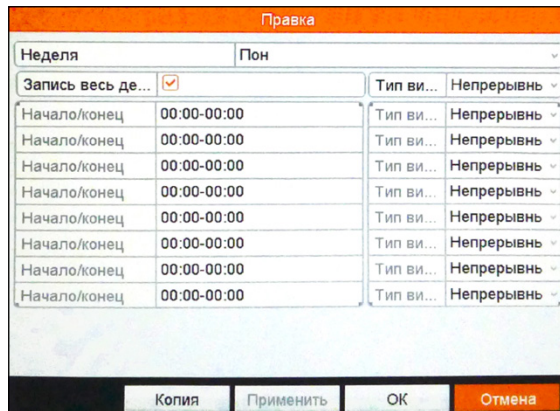 Правка
Неделя Пон
Запись весь де... Тип ви... Непрерывнь
Начало/конец 00:00-00:00 Тип ви... Непрерывнь
Начало/конец 00:00-00:00 Тип ви... Непрерывнь
Начало/конец 00:00-00:00 Тип ви... Непрерывнь
Начало/конец 00:00-00:00 Тип ви... Непрерывнь
Начало/конец 00:00-00:00 Тип ви... Непрерывнь
Начало/конец 00:00-00:00 Тип ви... Непрерывнь
Начало/конец 00:00-00:00 Тип ви... Непрерывнь
Начало/конец 00:00-00:00 Тип ви... Непрерывнь
Копия Применить ОК Отмена